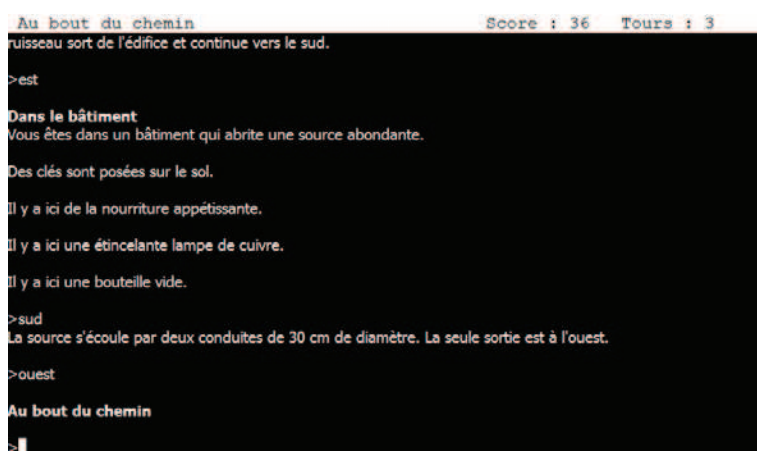 Au bout du chemin Score : 36 Tours : 3
ruisseau sort de l'édifice et continue vers le sud.
>est
Dans le bâtiment
Vous êtes dans un bâtiment qui abrite une source abondante.
Des clés sont posées sur le sol.
Il y a ici de la nourriture appétissante.
Il y a ici une étincelante lampe de cuivre.
Il y a ici une bouteille vide.
>sud
La source s'écoule par deux conduites de 30 cm de diamètre. La seule sortie est à l'ouest.
>ouest
Au bout du chemin
>